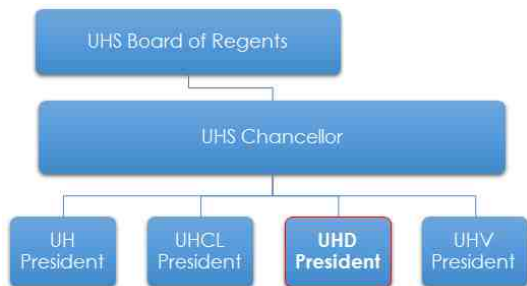 UHS Board of Regents
UHS Chancellor
UH
President
UHCL
President
UHD
President
UHV
President